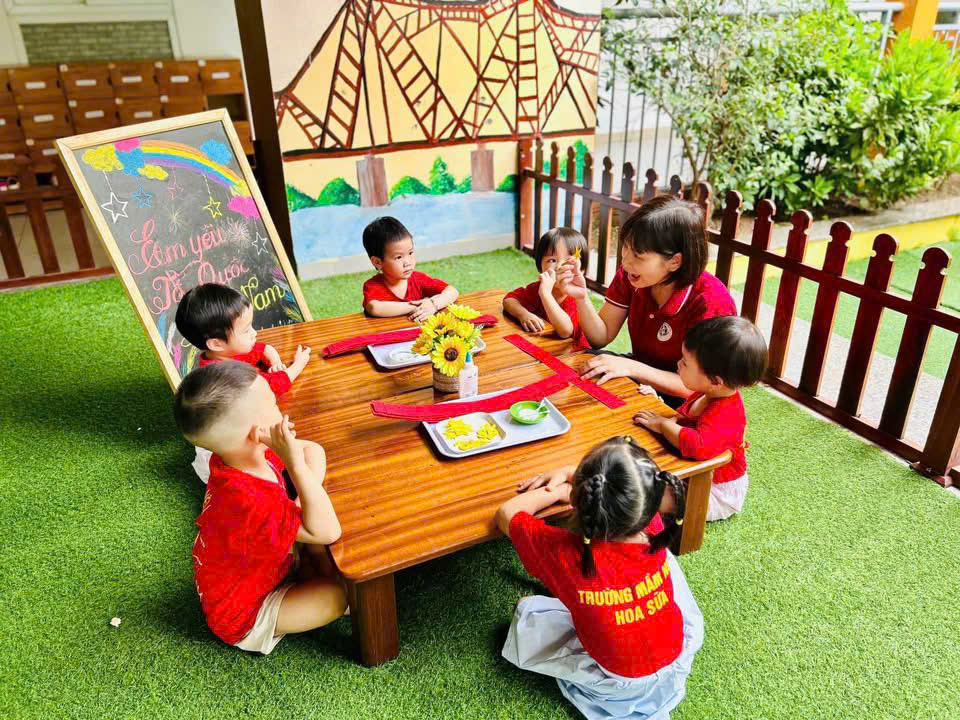 Em yêu
Tổ Quốc
Nam
TRƯỜNG MẦM
HOA SỮA